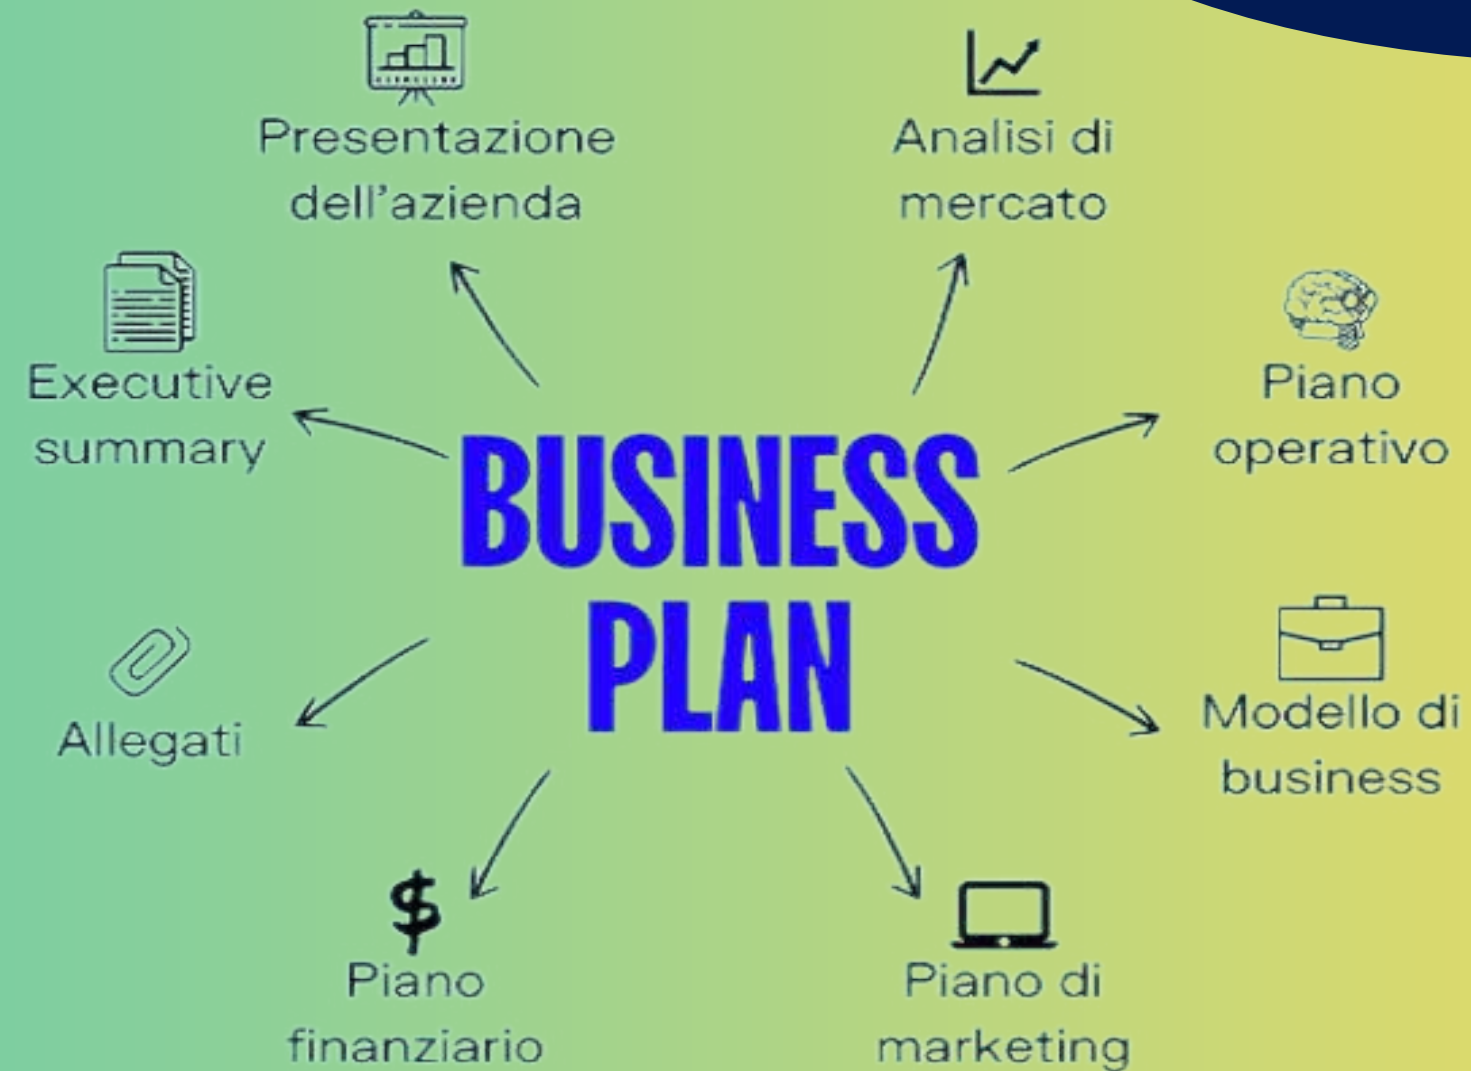 Presentazione
dell'azienda
Analisi di
mercato
Executive
summary
Piano
operativo
BUSINESS
PLAN
Allegati
Modello di
business
Piano
finanziario
Piano di
marketing